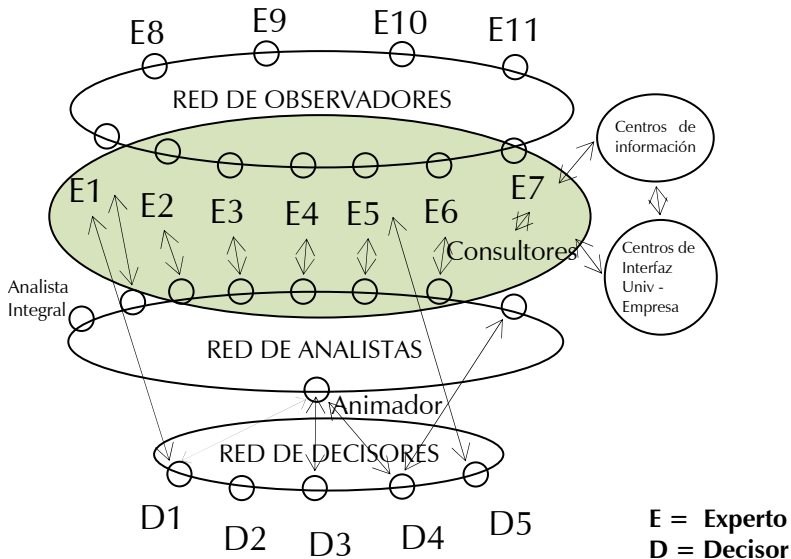 E8 E9 E10 E11
RED DE OBSERVADORES
Centros de
información
E1 E2 E3 E4 E5 E6 E7
Consultores
Centros de
Interfaz
Univ -
Empresa
Analista
Integral
RED DE ANALISTAS
Animador
RED DE DECISORES
D1 D2 D3 D4 D5
E = Experto
D = Decisor